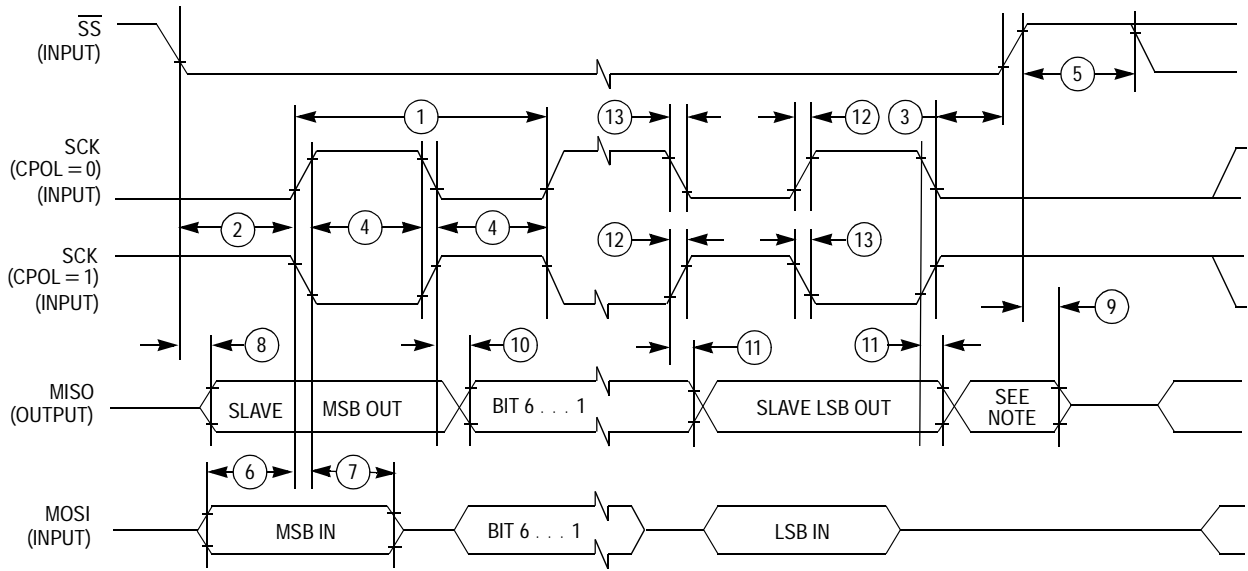 SS
(INPUT)
5
1
13
12
3
SCK
(CPOL = 0)
(INPUT)
2
4
4
12
13
SCK
(CPOL = 1)
(INPUT)
9
8
10
11
11
MISO
(OUTPUT)
SLAVE
MSB OUT
BIT 6 . . . 1
SLAVE LSB OUT
SEE
NOTE
6
7
MOSI
(INPUT)
MSB IN
BIT 6 . . . 1
LSB IN